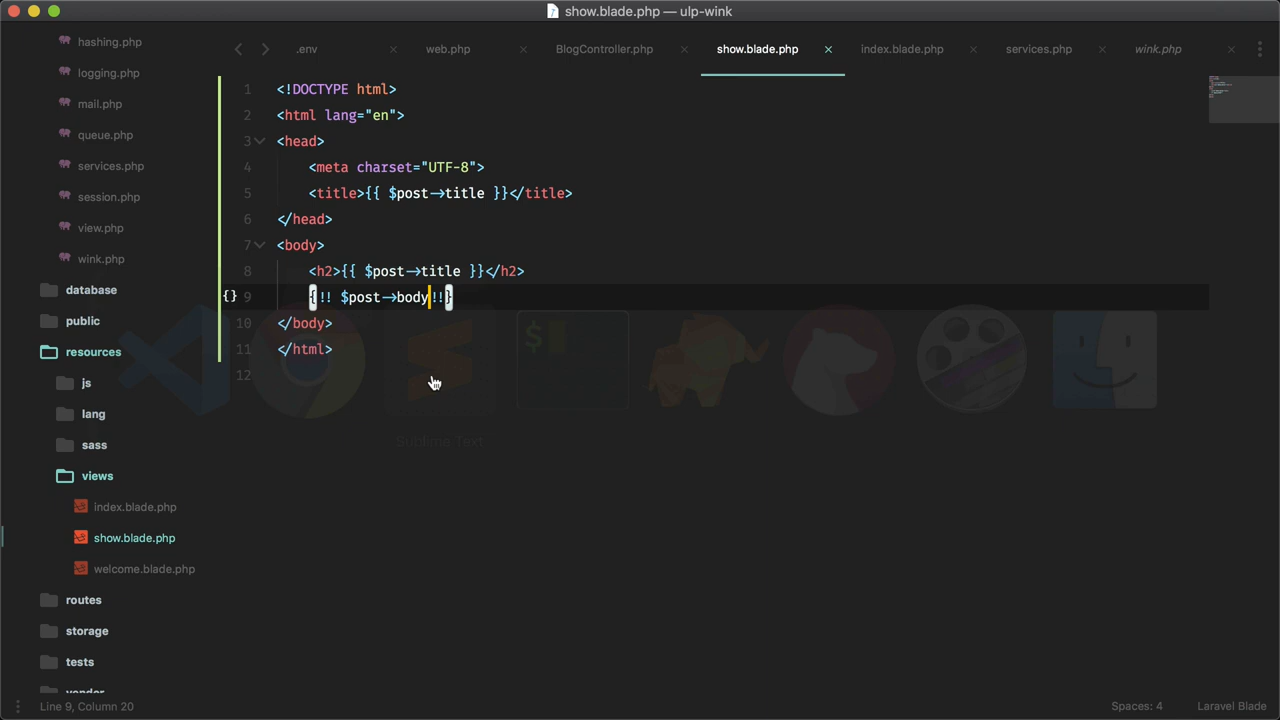 show.blade.php — ulp-wink
.env
web.php
BlogController.php
show.blade.php
index.blade.php
services.php
wink.php
hashing.php
logging.php
mail.php
queue.php
services.php
session.php
view.php
wink.php
database
public
resources
js
lang
sass
views
index.blade.php
show.blade.php
welcome.blade.php
routes
storage
tests
vendor
1 <!DOCTYPE html>
2 <html lang="en">
3 <head>
4 <meta charset="UTF-8">
5 <title>{{ $post->title }}</title>
6 </head>
7 <body>
8 <h2>{{ $post->title }}</h2>
{} 9 {!! $post->body!!}
10 </body>
11 </html>
12
$
Sublime Text
Line 9, Column 20
Spaces: 4
Laravel Blade